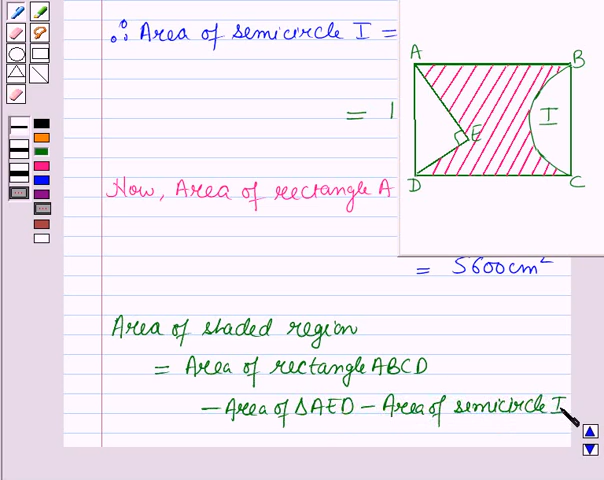 ∴ Area of semicircle I =
= 1
Now, Area of rectangle A
= 5600cm²
Area of shaded region
= Area of rectangle ABCD
– Area of ΔAED – Area of semicircle I
A B
I
E
D C